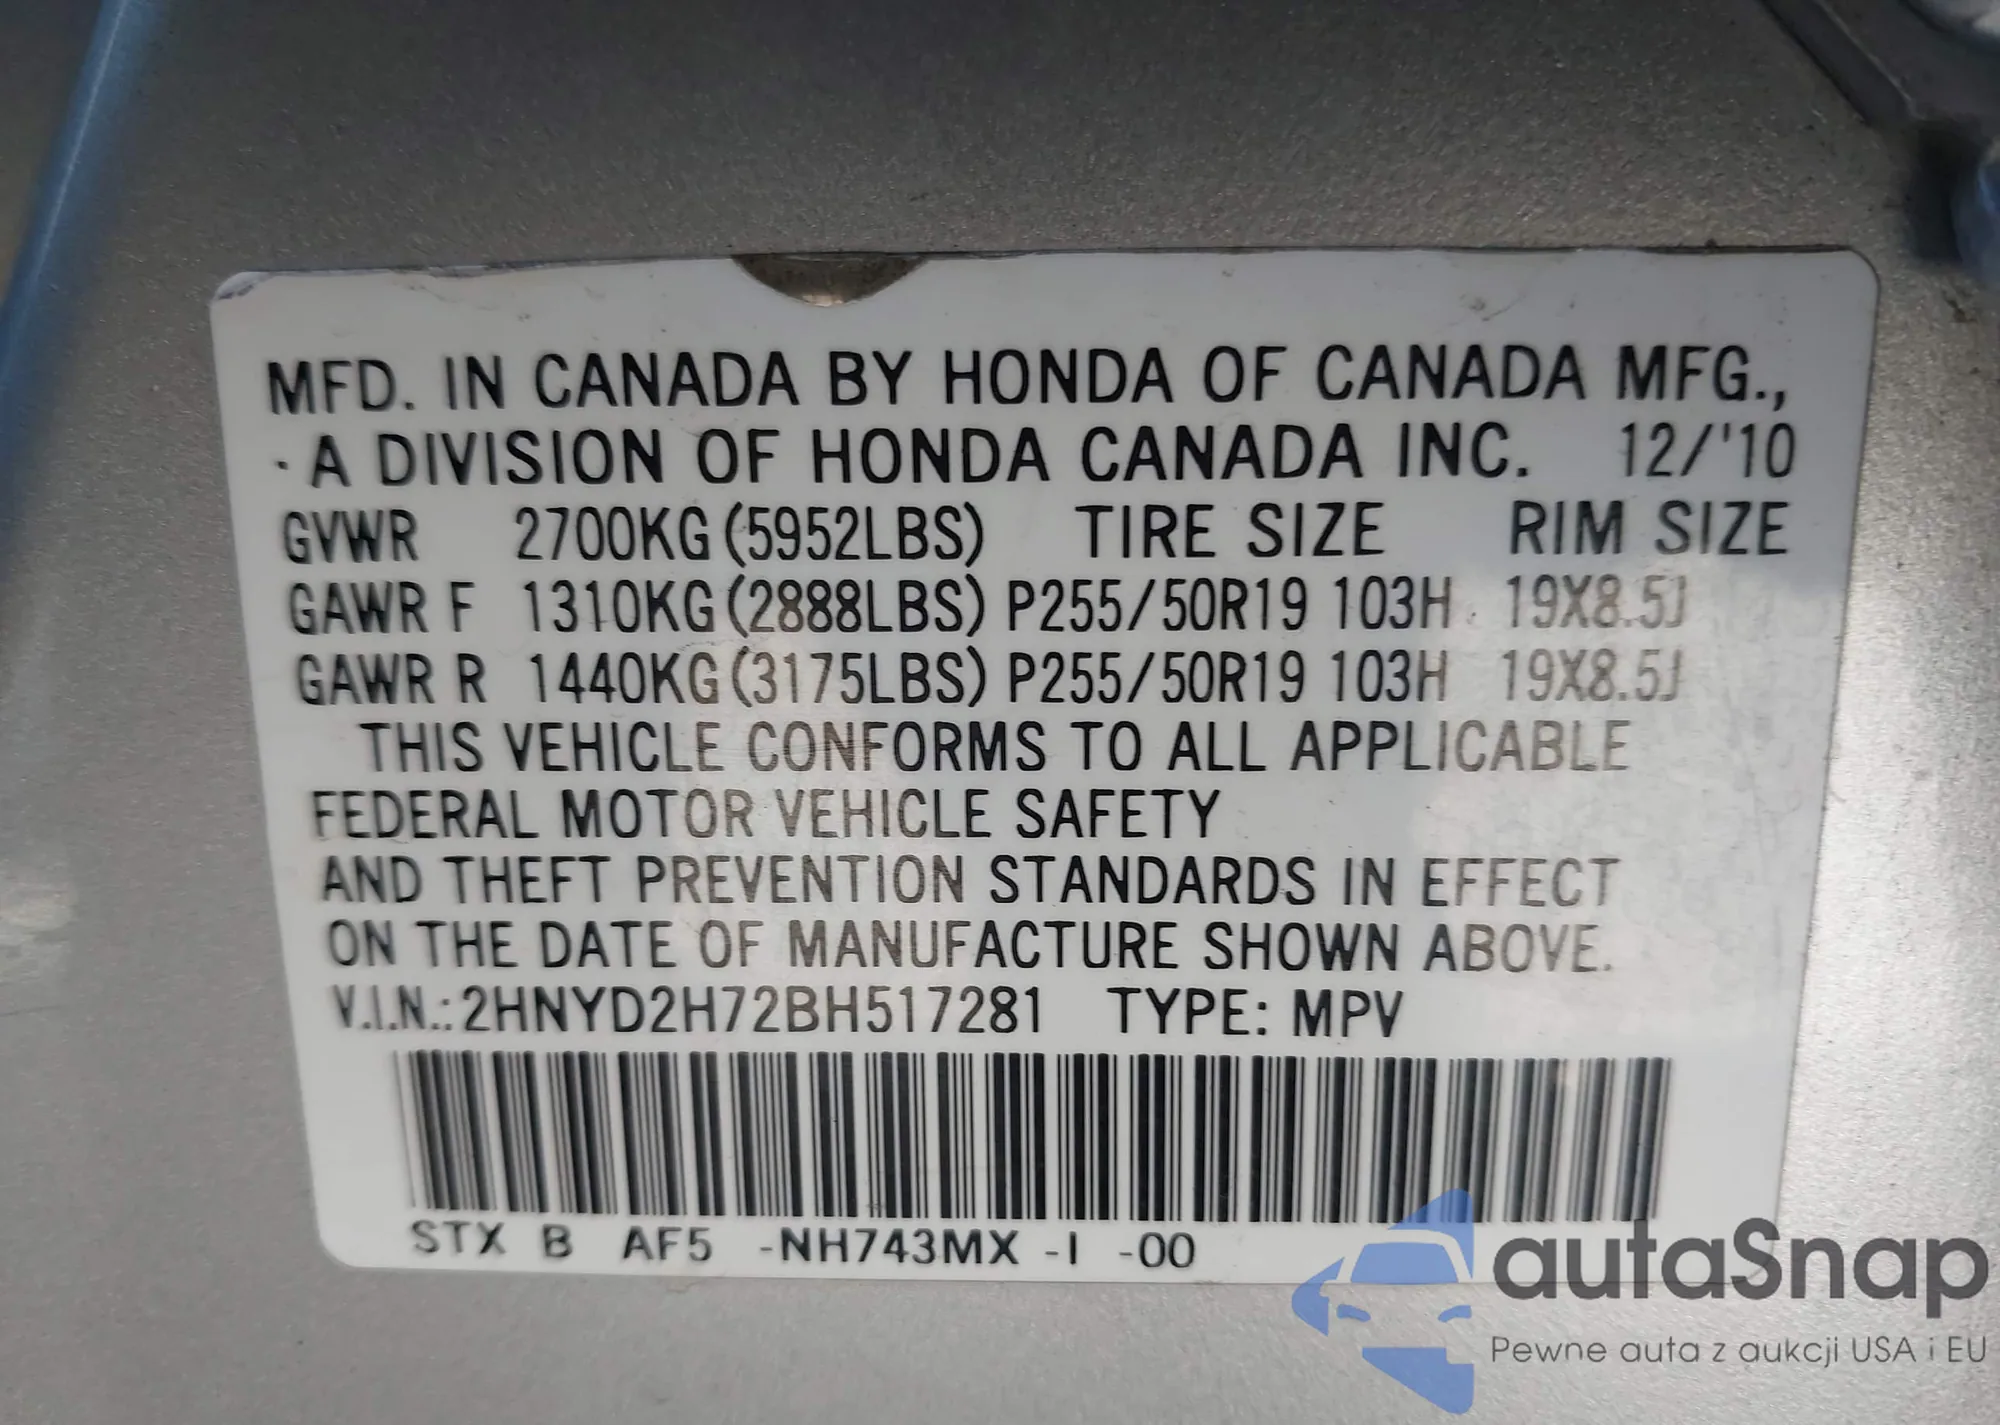 MFD. IN CANADA BY HONDA OF CANADA MFG.,
A DIVISION OF HONDA CANADA INC. 12/'10
GVWR 2700KG (5952LBS) TIRE SIZE RIM SIZE
GAWR F 1310KG (2888LBS) P255/50R19 103H 19X8.5J
GAWR R 1440KG (3175LBS) P255/50R19 103H 19X8.5J
THIS VEHICLE CONFORMS TO ALL APPLICABLE
FEDERAL MOTOR VEHICLE SAFETY
AND THEFT PREVENTION STANDARDS IN EFFECT
ON THE DATE OF MANUFACTURE SHOWN ABOVE.
V.I.N.: 2HNYD2H72BH517281 TYPE: MPV
STX B AF5 -NH743MX -I -00
autaSnap
Pewne auta z aukcji USA i EU